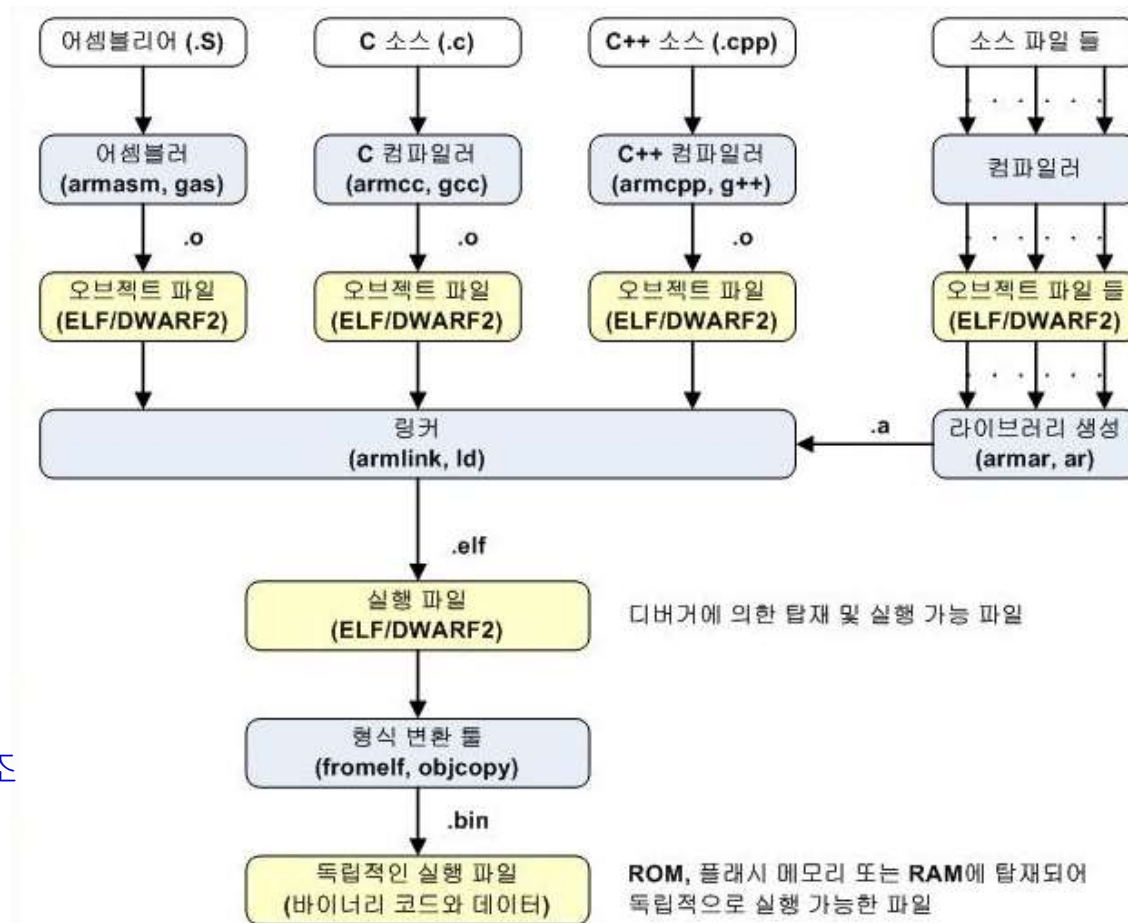 어셈블리어 (.S)
C 소스 (.c)
C++ 소스 (.cpp)
소스 파일 들
어셈블러
(armasm, gas)
C 컴파일러
(armcc, gcc)
C++ 컴파일러
(armcpp, g++)
컴파일러
.o
.o
.o
오브젝트 파일
(ELF/DWARF2)
오브젝트 파일
(ELF/DWARF2)
오브젝트 파일
(ELF/DWARF2)
오브젝트 파일 들
(ELF/DWARF2)
링커
(armlink, ld)
.a
라이브러리 생성
(armar, ar)
.elf
실행 파일
(ELF/DWARF2)
디버거에 의한 탑재 및 실행 가능 파일
형식 변환 툴
(fromelf, objcopy)
.bin
독립적인 실행 파일
(바이너리 코드와 데이터)
ROM, 플래시 메모리 또는 RAM에 탑재되어
독립적으로 실행 가능한 파일